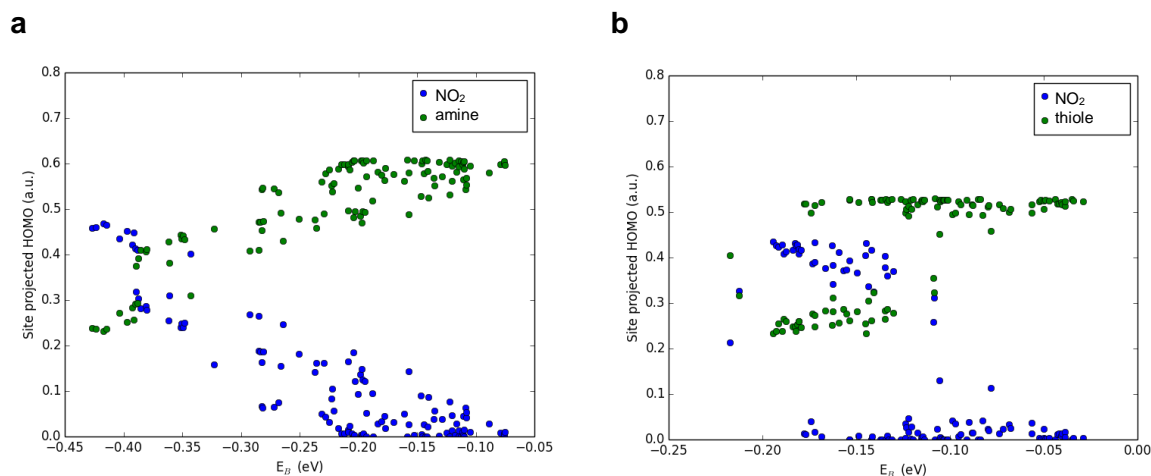 a
b
0.8
0.7
0.6
0.5
0.4
0.3
0.2
0.1
0.0
Site projected HOMO (a.u.)
NO₂
amine
−0.45 −0.40 −0.35 −0.30 −0.25 −0.20 −0.15 −0.10 −0.05
E_B (eV)
0.8
0.7
0.6
0.5
0.4
0.3
0.2
0.1
0.0
Site projected HOMO (a.u.)
NO₂
thiole
−0.25 −0.20 −0.15 −0.10 −0.05 0.00
E_B (eV)